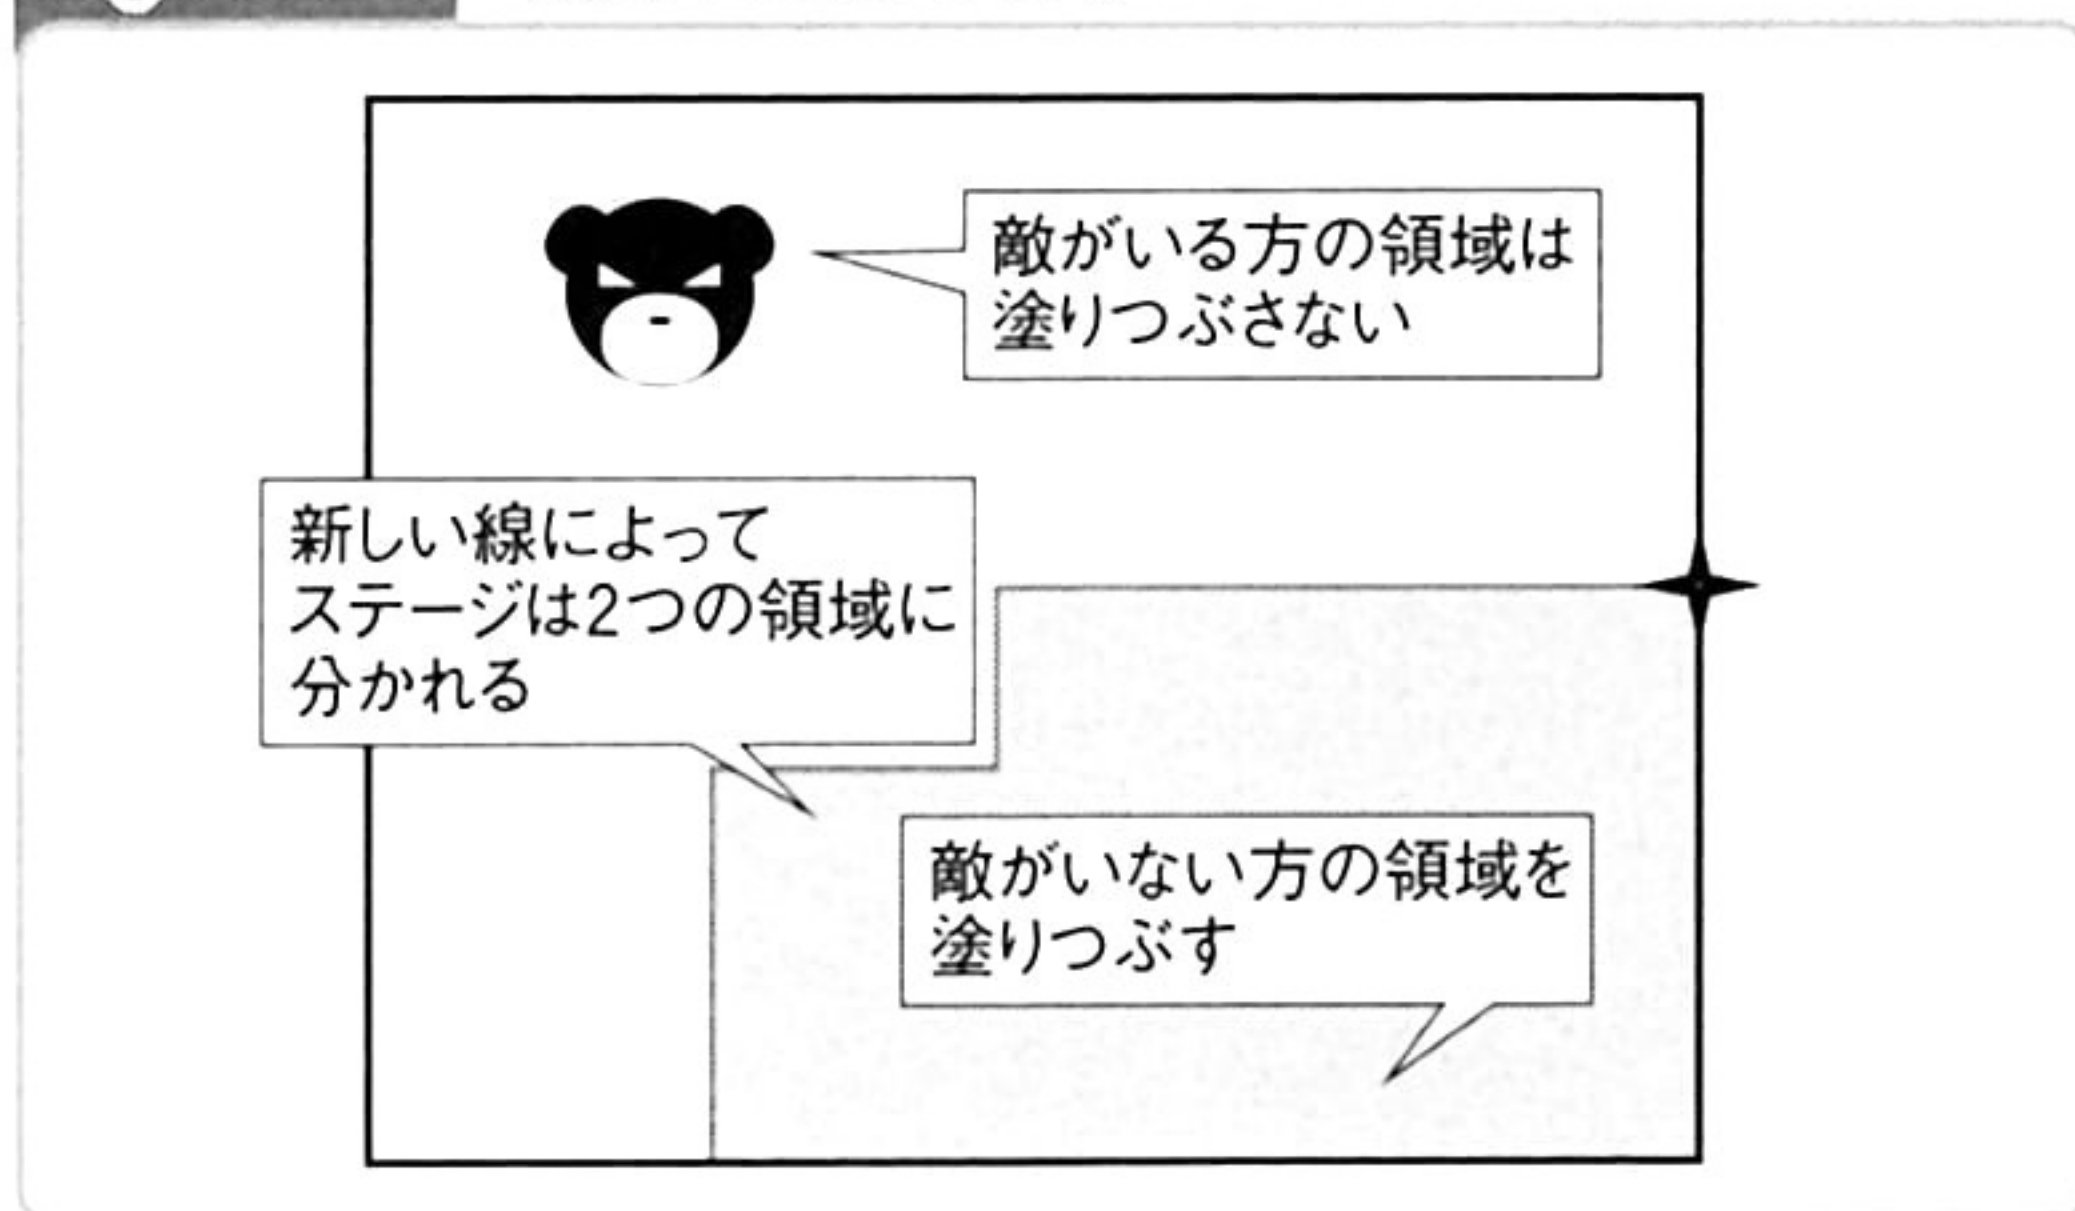 敵がいる方の領域は
塗りつぶさない
新しい線によって
ステージは2つの領域に
分かれる
敵がいない方の領域を
塗りつぶす